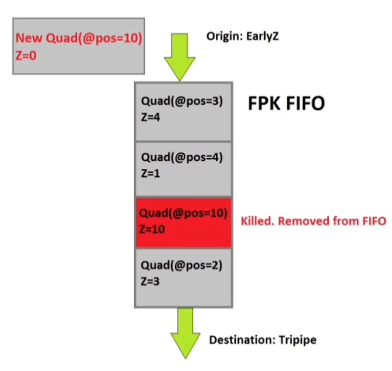 New Quad(@pos=10)
Z=0
Origin: EarlyZ
FPK FIFO
Quad(@pos=3)
Z=4
Quad(@pos=4)
Z=1
Quad(@pos=10)
Z=10
Killed. Removed from FIFO
Quad(@pos=2)
Z=3
Destination: Tripipe